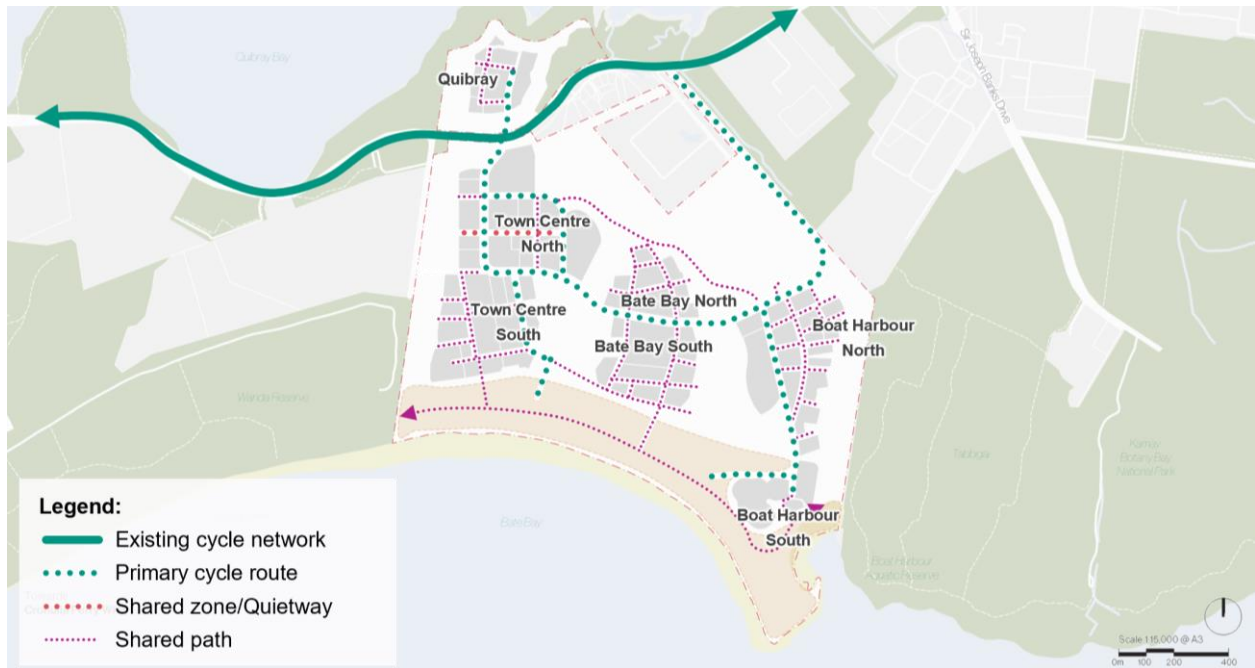 Quibray Bay
Quibray
Sir Joseph Banks Drive
Town Centre
North
Bate Bay North
Town Centre
South
Bate Bay South
Boat Harbour
North
Wanda Reserve
Kamay
Botany Bay
National Park
Boat Harbour
South
Bate Bay
Boat Harbour
Aquatic Reserve
Legend:
Existing cycle network
Primary cycle route
Shared zone/Quietway
Shared path
Scale 1:15,000 @ A3
0m 100 200 400